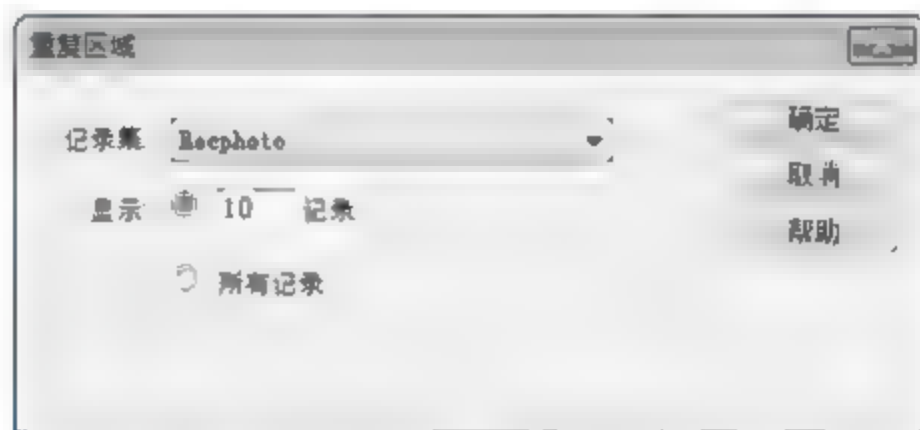 重复区域
记录集 Recphoto
确定
取消
显示 10 记录
帮助
所有记录